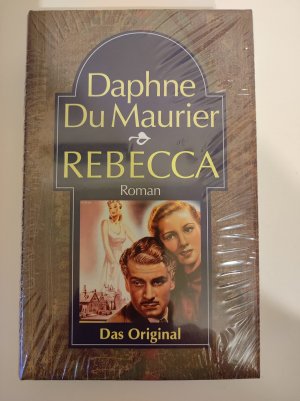 Daphne
Du Maurier
REBECCA
Roman
Das Original